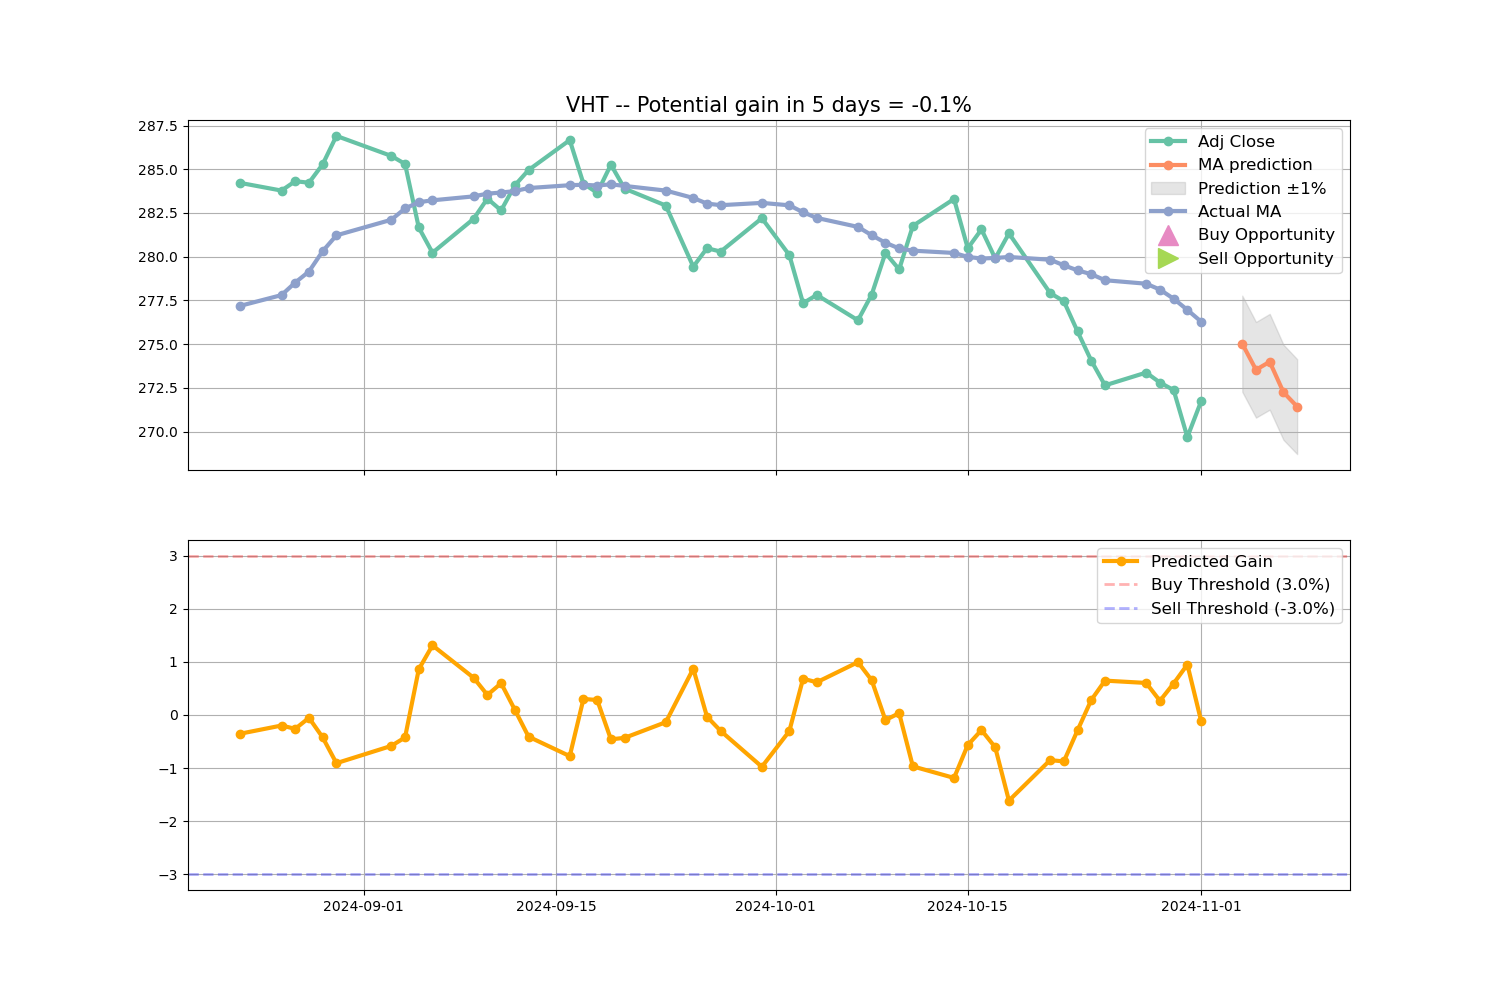 VHT -- Potential gain in 5 days = -0.1%
287.5
285.0
282.5
280.0
277.5
275.0
272.5
270.0
Adj Close
MA prediction
Prediction ±1%
Actual MA
Buy Opportunity
Sell Opportunity
3
2
1
0
−1
−2
−3
Predicted Gain
Buy Threshold (3.0%)
Sell Threshold (-3.0%)
2024-09-01
2024-09-15
2024-10-01
2024-10-15
2024-11-01